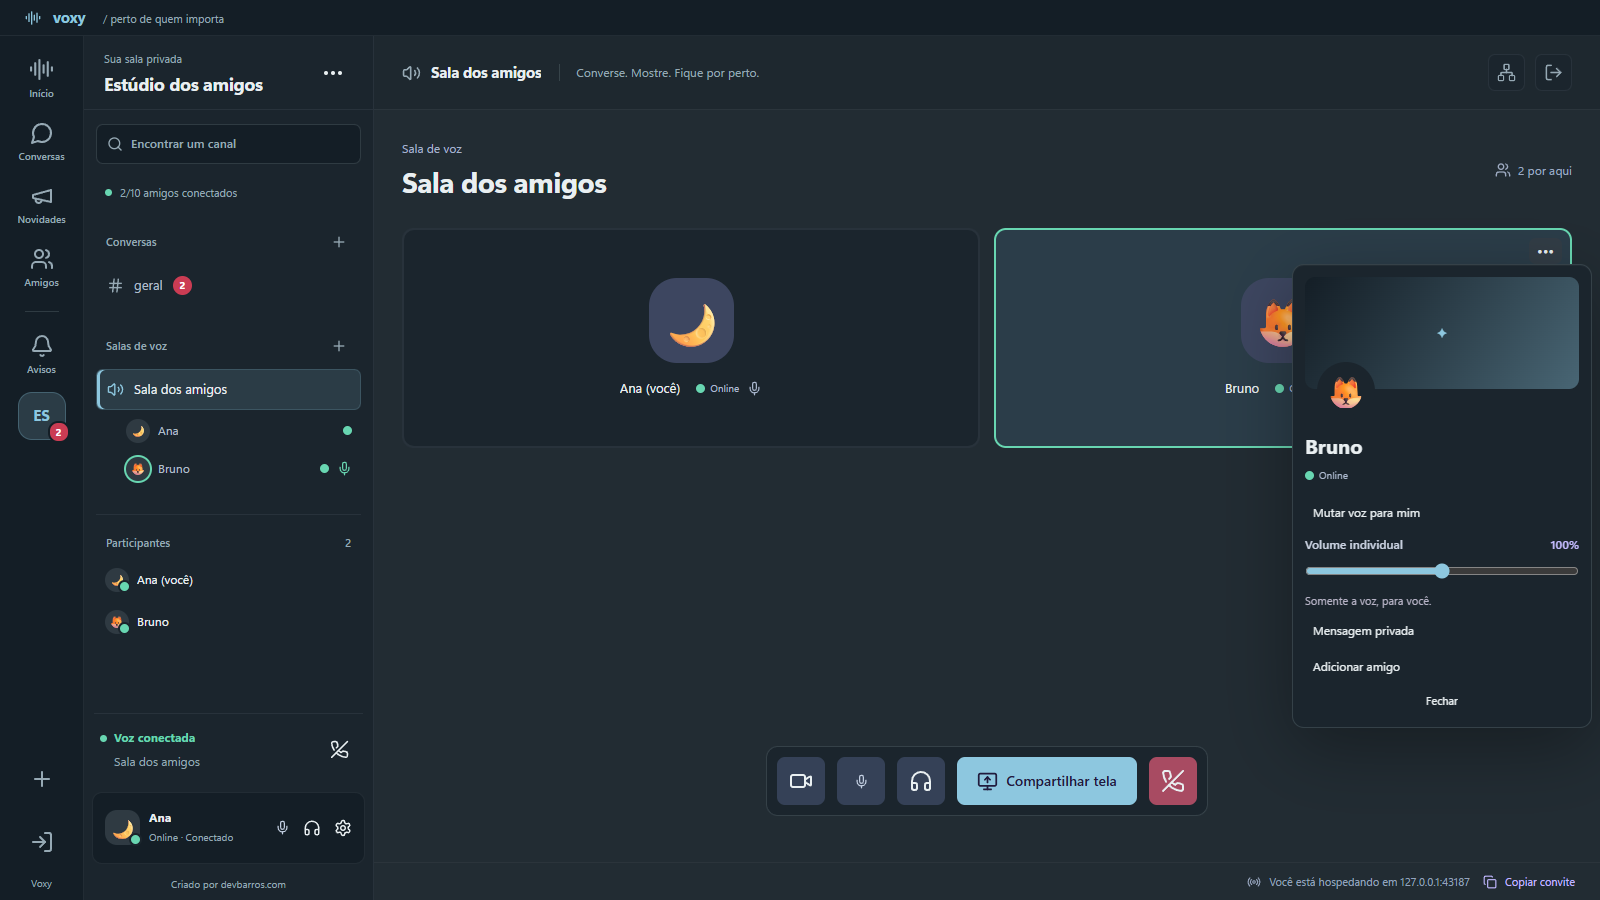 voxy
/ perto de quem importa
Início
Conversas
Novidades
Amigos
Avisos
ES
2
Voxy
Sua sala privada
Estúdio dos amigos
Encontrar um canal
2/10 amigos conectados
Conversas
# geral 2
Salas de voz
Sala dos amigos
Ana
Bruno
Participantes 2
Ana (você)
Bruno
Voz conectada
Sala dos amigos
Ana
Online · Conectado
Criado por devbarros.com
Sala dos amigos
Converse. Mostre. Fique por perto.
Sala de voz
Sala dos amigos
2 por aqui
Ana (você) Online
Bruno
Bruno
Online
Mutar voz para mim
Volume individual 100%
Somente a voz, para você.
Mensagem privada
Adicionar amigo
Fechar
Compartilhar tela
Você está hospedando em 127.0.0.1:43187
Copiar convite